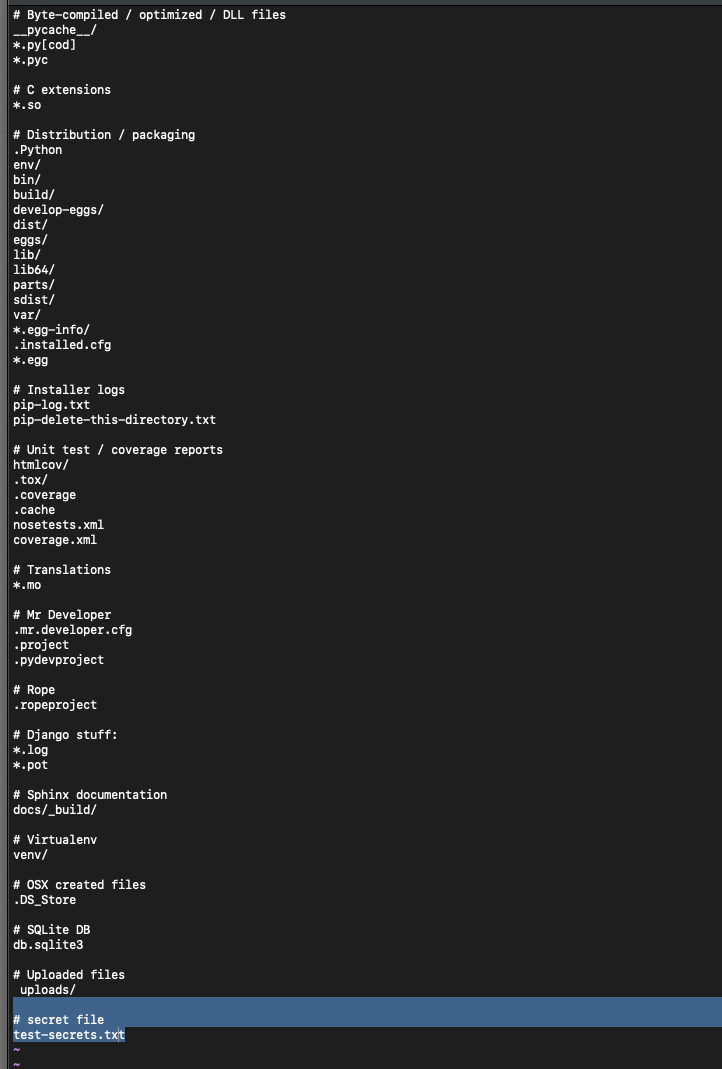 # Byte-compiled / optimized / DLL files
__pycache__/
*.py[cod]
*.pyc
# C extensions
*.so
# Distribution / packaging
.Python
env/
bin/
build/
develop-eggs/
dist/
eggs/
lib/
lib64/
parts/
sdist/
var/
*.egg-info/
.installed.cfg
*.egg
# Installer logs
pip-log.txt
pip-delete-this-directory.txt
# Unit test / coverage reports
htmlcov/
.tox/
.coverage
.cache
nosetests.xml
coverage.xml
# Translations
*.mo
# Mr Developer
.mr.developer.cfg
.project
.pydevproject
# Rope
.ropeproject
# Django stuff:
*.log
*.pot
# Sphinx documentation
docs/_build/
# Virtualenv
venv/
# OSX created files
.DS_Store
# SQLite DB
db.sqlite3
# Uploaded files
 uploads/
# secret file
test-secrets.txt
~
~